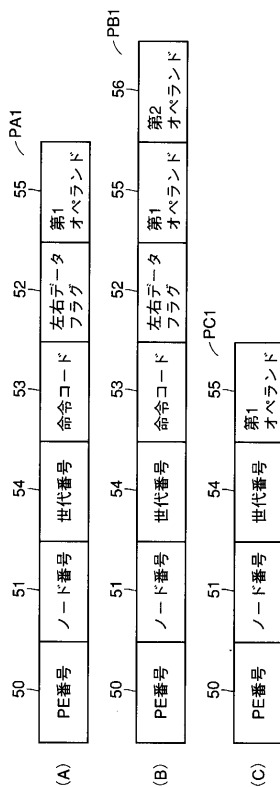 PA1
50 51 54 53 52 55
(A) PE番号 ノード番号 世代番号 命令コード 左右データ フラグ 第1 オペランド
PB1
50 51 54 53 52 55 56
(B) PE番号 ノード番号 世代番号 命令コード 左右データ フラグ 第1 オペランド 第2 オペランド
PC1
50 51 54 55
(C) PE番号 ノード番号 世代番号 第1 オペランド